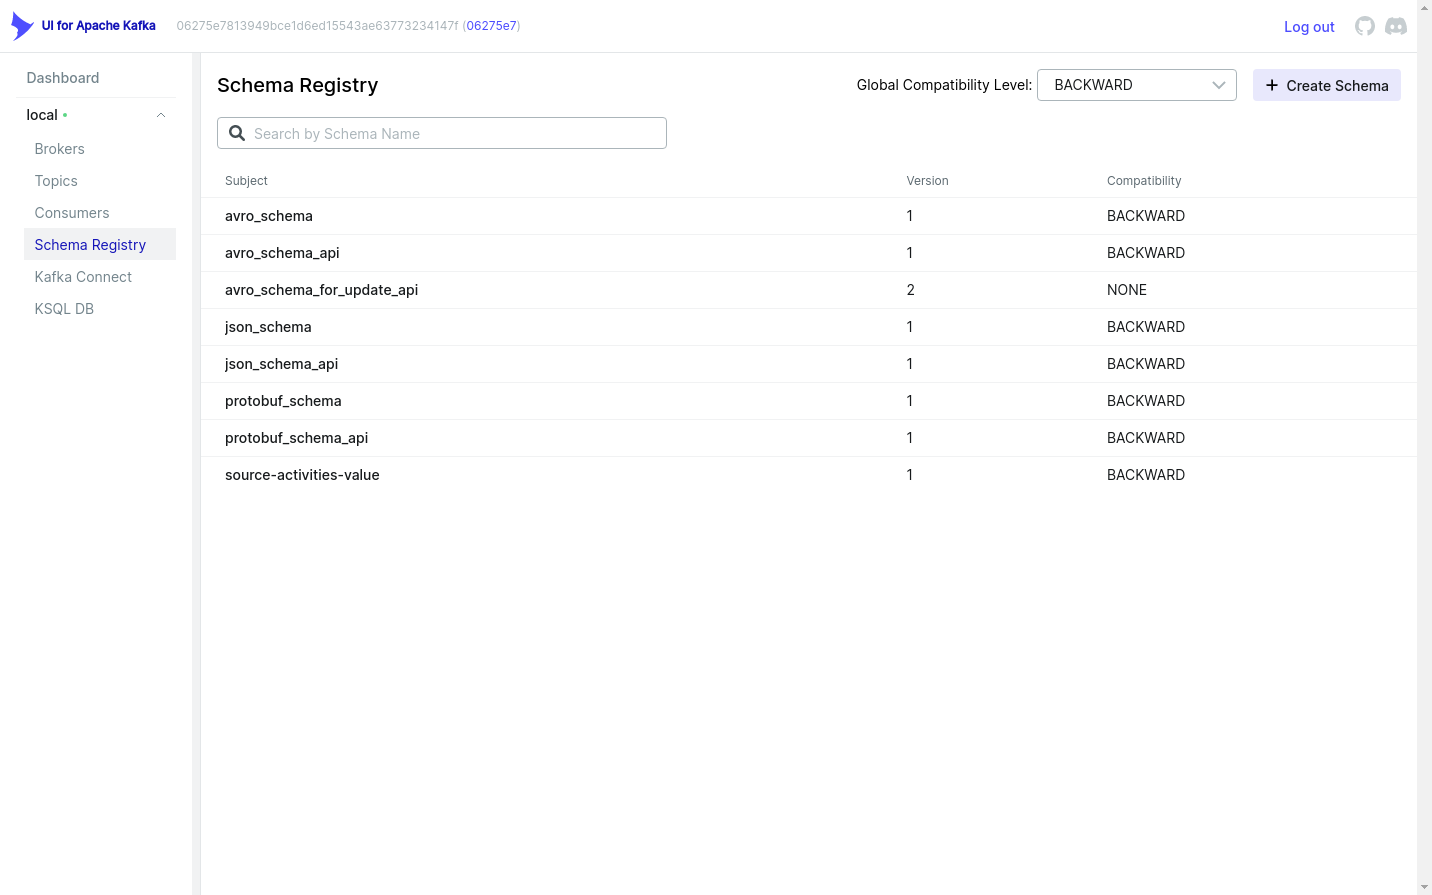 UI for Apache Kafka 06275e7813949bce1d6ed15543ae63773234147f (06275e7) Log out
Dashboard
local
Brokers
Topics
Consumers
Schema Registry
Kafka Connect
KSQL DB
Schema Registry Global Compatibility Level: BACKWARD Create Schema
Search by Schema Name
Subject Version Compatibility
avro_schema 1 BACKWARD
avro_schema_api 1 BACKWARD
avro_schema_for_update_api 2 NONE
json_schema 1 BACKWARD
json_schema_api 1 BACKWARD
protobuf_schema 1 BACKWARD
protobuf_schema_api 1 BACKWARD
source-activities-value 1 BACKWARD